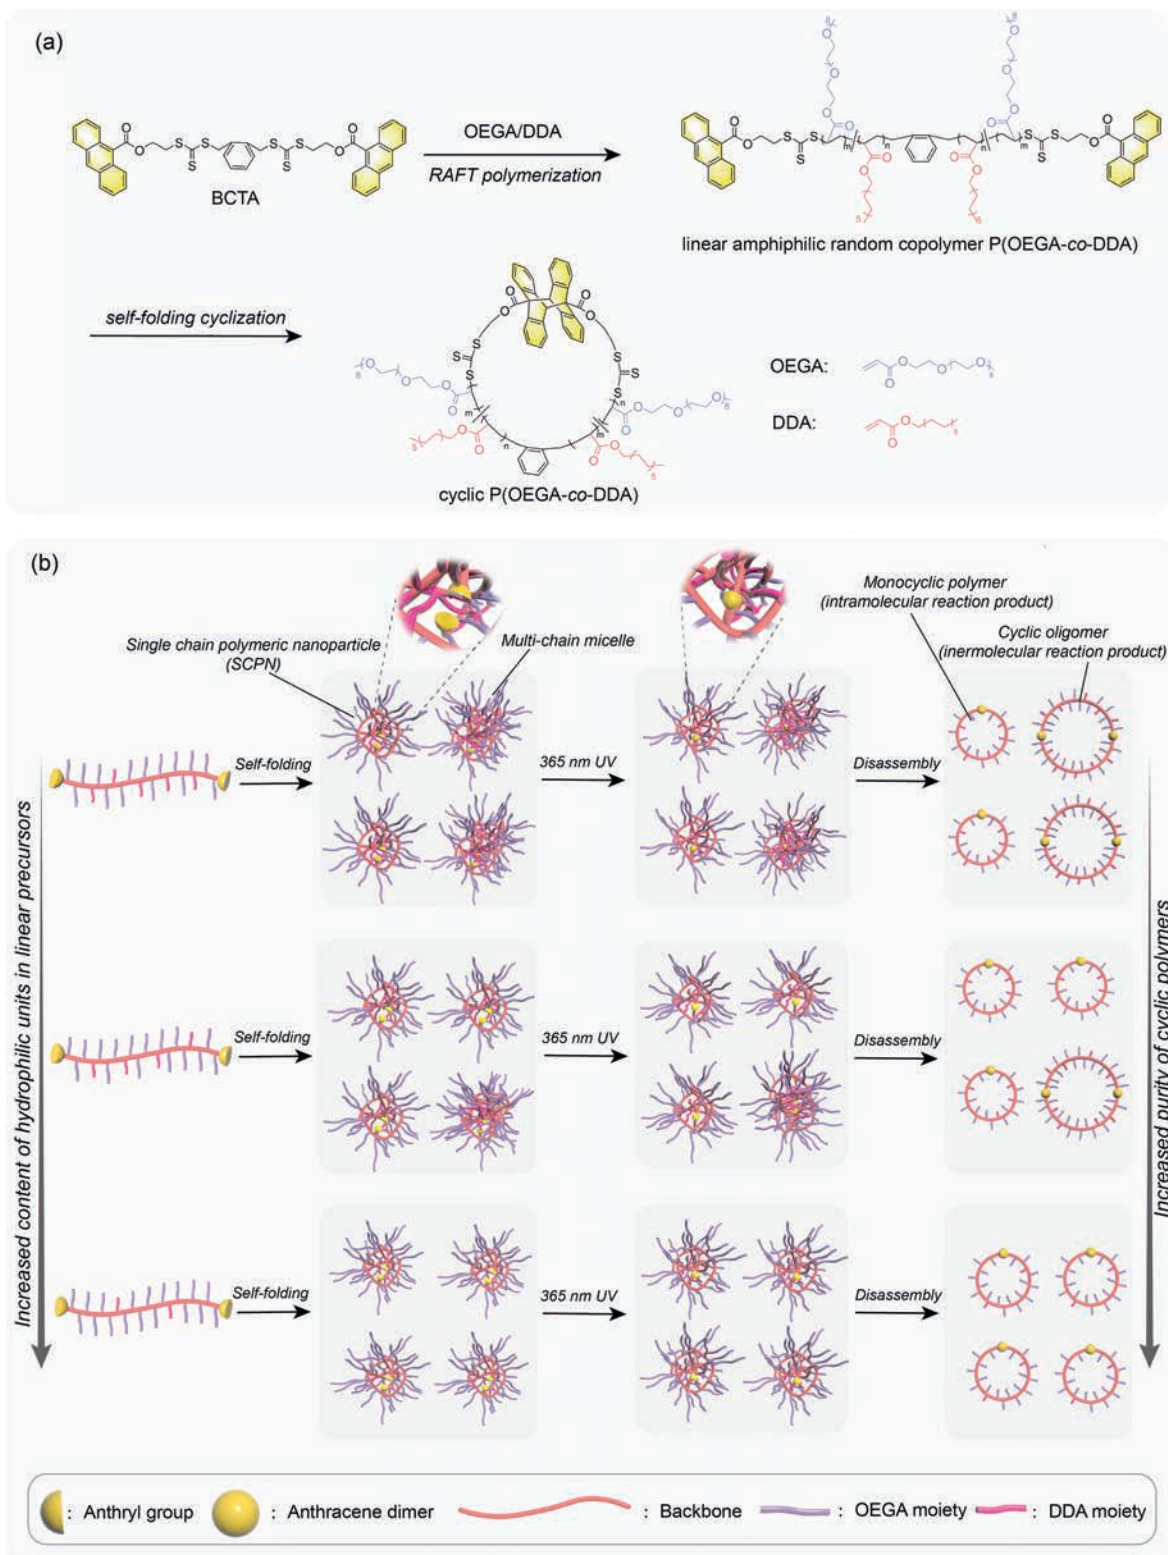 (a)
OEGA/DDA
RAFT polymerization
BCTA
linear amphiphilic random copolymer P(OEGA-co-DDA)
self-folding cyclization
OEGA:
DDA:
cyclic P(OEGA-co-DDA)
(b)
Monocyclic polymer
(intramolecular reaction product)
Single chain polymeric nanoparticle
(SCPN)
Multi-chain micelle
Cyclic oligomer
(inermolecular reaction product)
Self-folding
365 nm UV
Disassembly
Increased content of hydrophilic units in linear precursors
Increased purity of cyclic polymers
Self-folding
365 nm UV
Disassembly
Self-folding
365 nm UV
Disassembly
: Anthryl group
: Anthracene dimer
: Backbone
: OEGA moiety
: DDA moiety